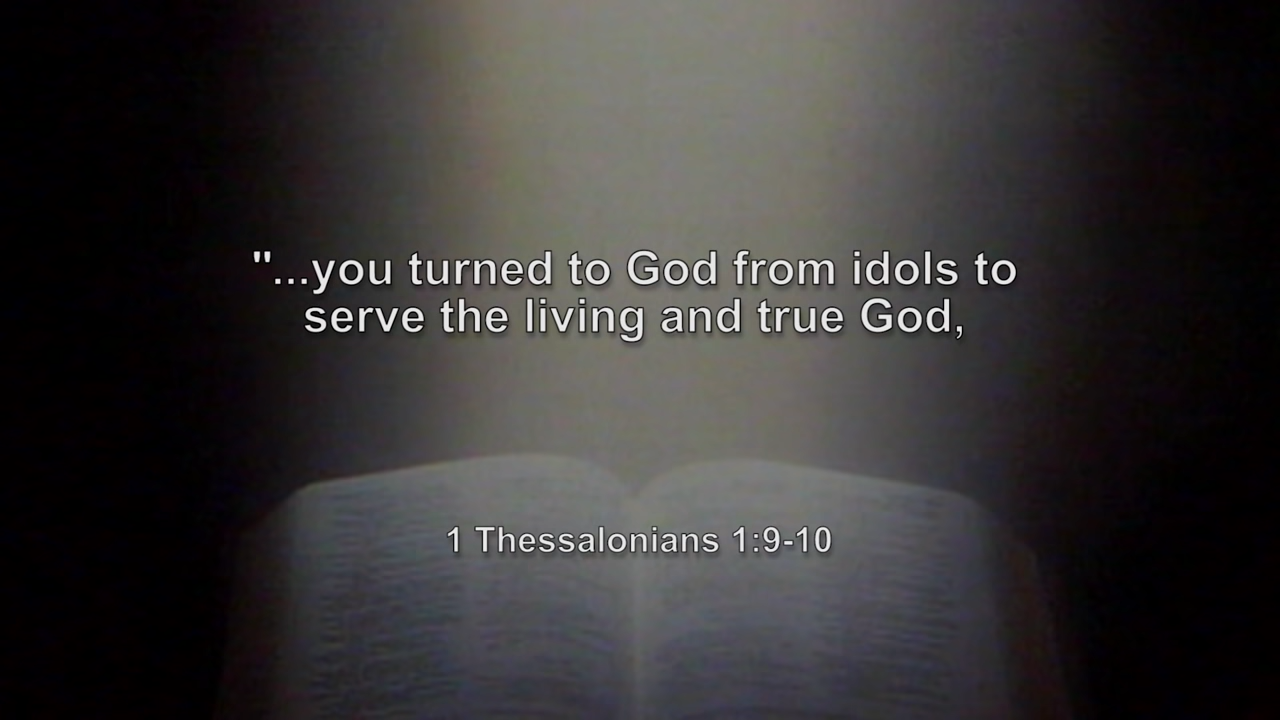 "...you turned to God from idols to
serve the living and true God,
1 Thessalonians 1:9-10